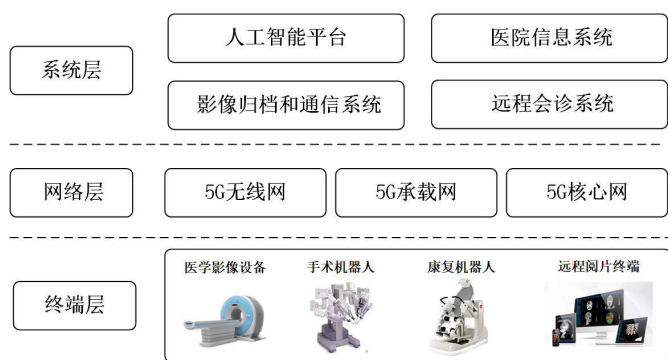 人工智能平台
医院信息系统
系统层
影像归档和通信系统
远程会诊系统
网络层
5G无线网
5G承载网
5G核心网
医学影像设备
手术机器人
康复机器人
远程阅片终端
终端层